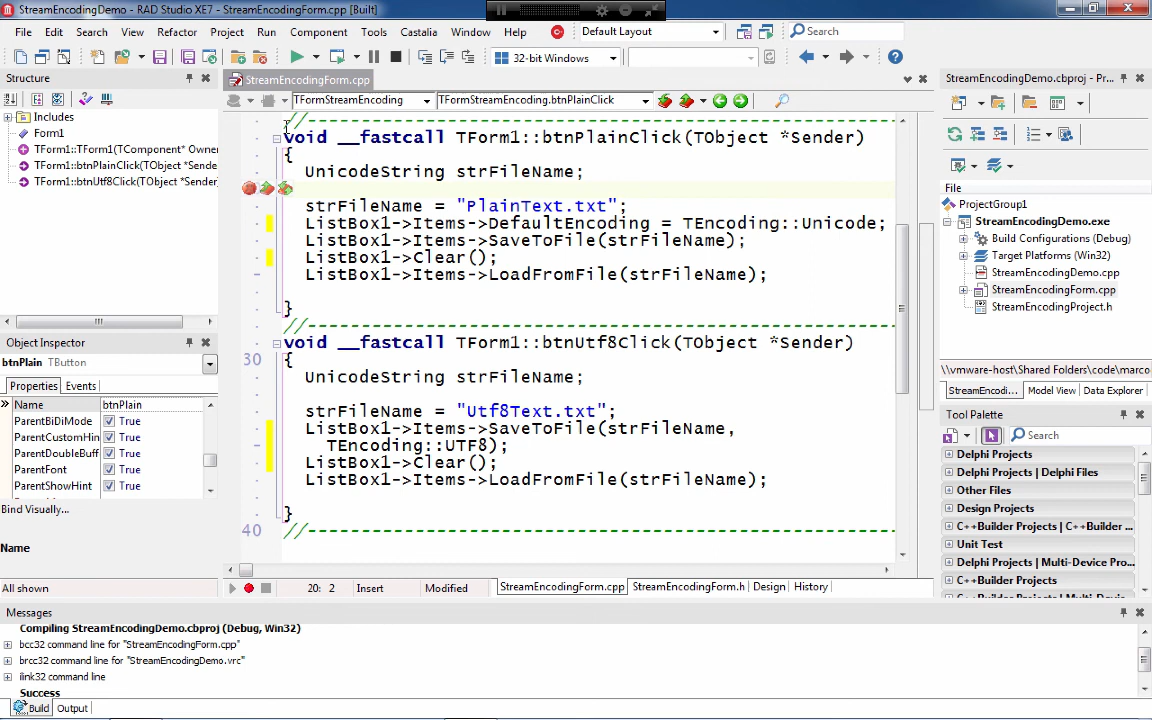 StreamEncodingDemo - RAD Studio XE7 - StreamEncodingForm.cpp [Built]
File Edit Search View Refactor Project Run Component Tools Castalia Window Help Default Layout Search
32-bit Windows
Structure
StreamEncodingForm.cpp
StreamEncodingDemo.cbproj - Pr...
TFormStreamEncoding TFormStreamEncoding.btnPlainClick
Includes
Form1
TForm1::TForm1(TComponent* Owner
TForm1::btnPlainClick(TObject *Sende
TForm1::btnUtf8Click(TObject *Sender
//-------------------------------------------------------
void __fastcall TForm1::btnPlainClick(TObject *Sender)
{
UnicodeString strFileName;
strFileName = "PlainText.txt";
ListBox1->Items->DefaultEncoding = TEncoding::Unicode;
ListBox1->Items->SaveToFile(strFileName);
ListBox1->Clear();
ListBox1->Items->LoadFromFile(strFileName);
}
//-------------------------------------------------------
void __fastcall TForm1::btnUtf8Click(TObject *Sender)
30 {
UnicodeString strFileName;
strFileName = "Utf8Text.txt";
ListBox1->Items->SaveToFile(strFileName,
TEncoding::UTF8);
ListBox1->Clear();
ListBox1->Items->LoadFromFile(strFileName);
}
40 //-------------------------------------------------------
File
ProjectGroup1
StreamEncodingDemo.exe
Build Configurations (Debug)
Target Platforms (Win32)
StreamEncodingDemo.cpp
StreamEncodingForm.cpp
StreamEncodingProject.h
\\vmware-host\Shared Folders\code\marco
StreamEncodi... Model View Data Explorer
Object Inspector
btnPlain TButton
Properties Events
Name btnPlain
ParentBiDiMode True
ParentCustomHin True
ParentDoubleBuff True
ParentFont True
ParentShowHint True
Bind Visually...
Name
All shown
Tool Palette
Search
Delphi Projects
Delphi Projects | Delphi Files
Other Files
Design Projects
C++Builder Projects | C++Builder ...
Unit Test
Delphi Projects | Multi-Device Pro...
C++Builder Projects
20: 2 Insert Modified StreamEncodingForm.cpp StreamEncodingForm.h Design History
Messages
Compiling StreamEncodingDemo.cbproj (Debug, Win32)
bcc32 command line for "StreamEncodingForm.cpp"
brcc32 command line for "StreamEncodingDemo.vrc"
ilink32 command line
Success
Build Output